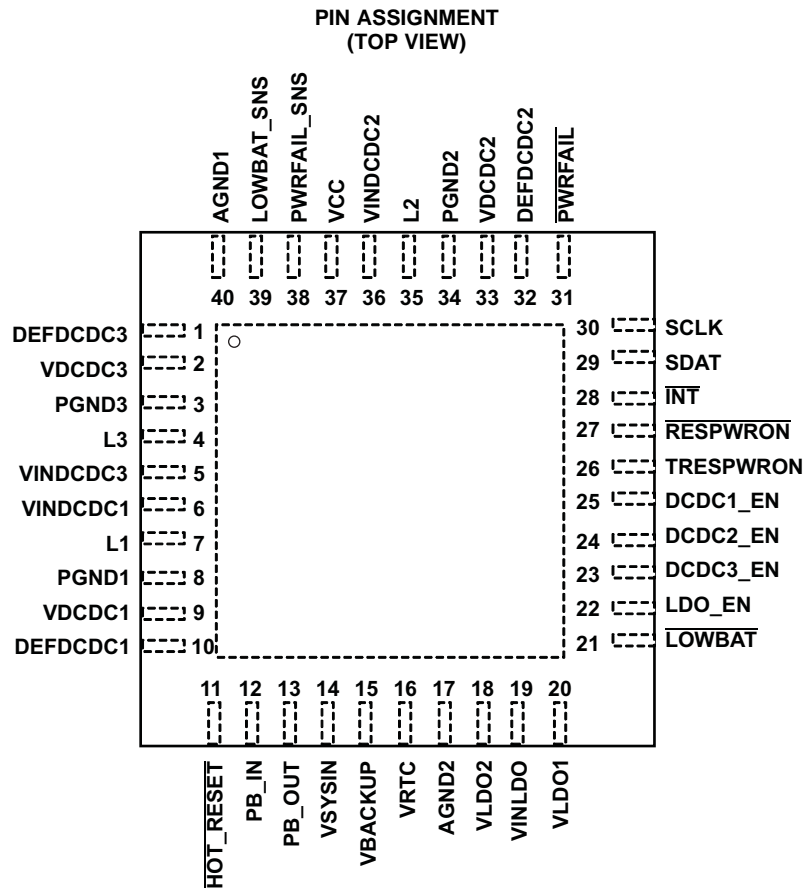 PIN ASSIGNMENT
(TOP VIEW)
AGND1
LOWBAT_SNS
PWRFAIL_SNS
VCC
VINDCDC2
L2
PGND2
VDCDC2
DEFDCDC2
PWRFAIL
40 39 38 37 36 35 34 33 32 31
DEFDCDC3 1
VDCDC3 2
PGND3 3
L3 4
VINDCDC3 5
VINDCDC1 6
L1 7
PGND1 8
VDCDC1 9
DEFDCDC1 10
30 SCLK
29 SDAT
28 INT
27 RESPWRON
26 TRESPWRON
25 DCDC1_EN
24 DCDC2_EN
23 DCDC3_EN
22 LDO_EN
21 LOWBAT
11 12 13 14 15 16 17 18 19 20
HOT_RESET
PB_IN
PB_OUT
VSYSIN
VBACKUP
VRTC
AGND2
VLDO2
VINLDO
VLDO1